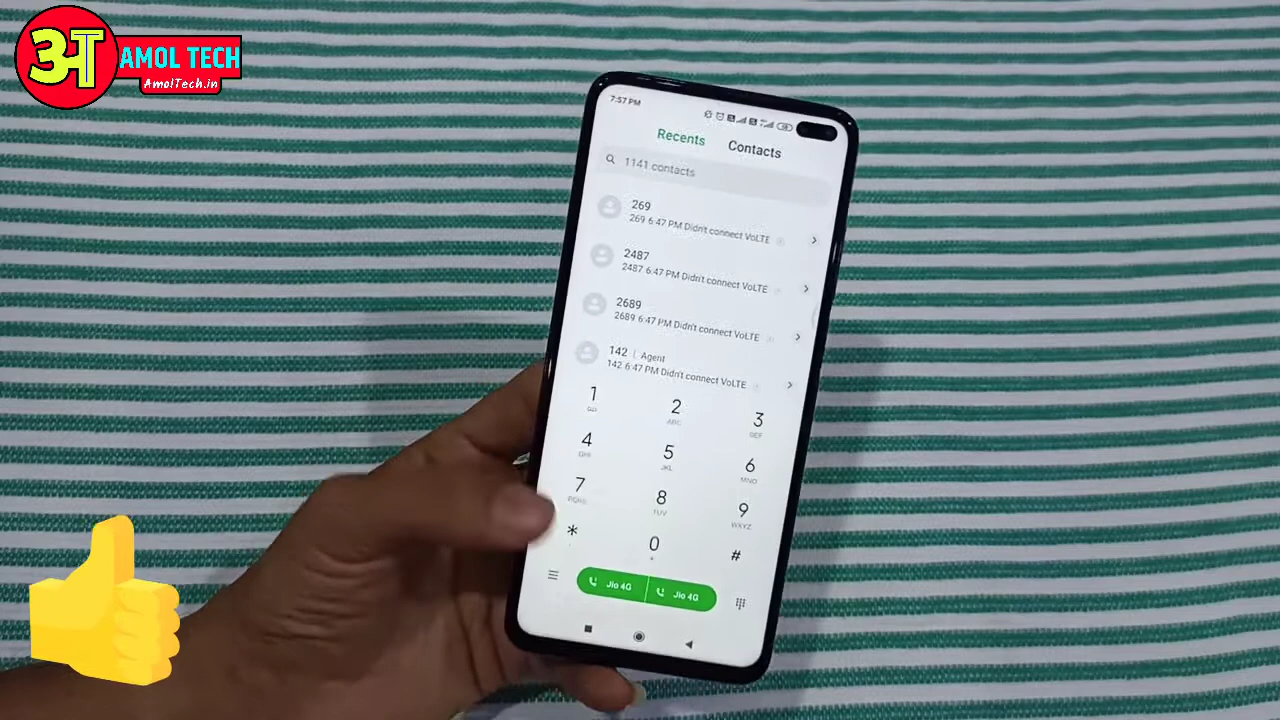 अ
AMOL TECH
AmolTech.in
7:57 PM
Recents Contacts
1141 contacts
269
269 6:47 PM Didn't connect VoLTE
2487
2487 6:47 PM Didn't connect VoLTE
2689
2689 6:47 PM Didn't connect VoLTE
142 | Agent
142 6:47 PM Didn't connect VoLTE
1 2 3
ABC DEF
4 5 6
GHI JKL MNO
7 8 9
PQRS TUV WXYZ
* 0 #
+
Jio 4G Jio 4G